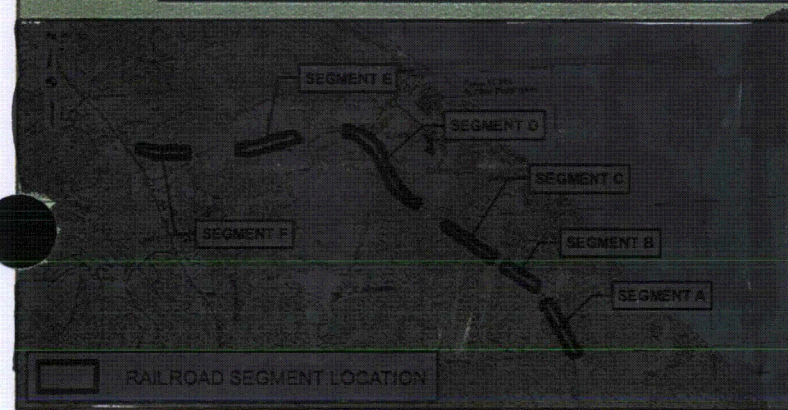 SEGMENT E
SEGMENT D
SEGMENT C
SEGMENT F
SEGMENT B
SEGMENT A
RAILROAD SEGMENT LOCATION